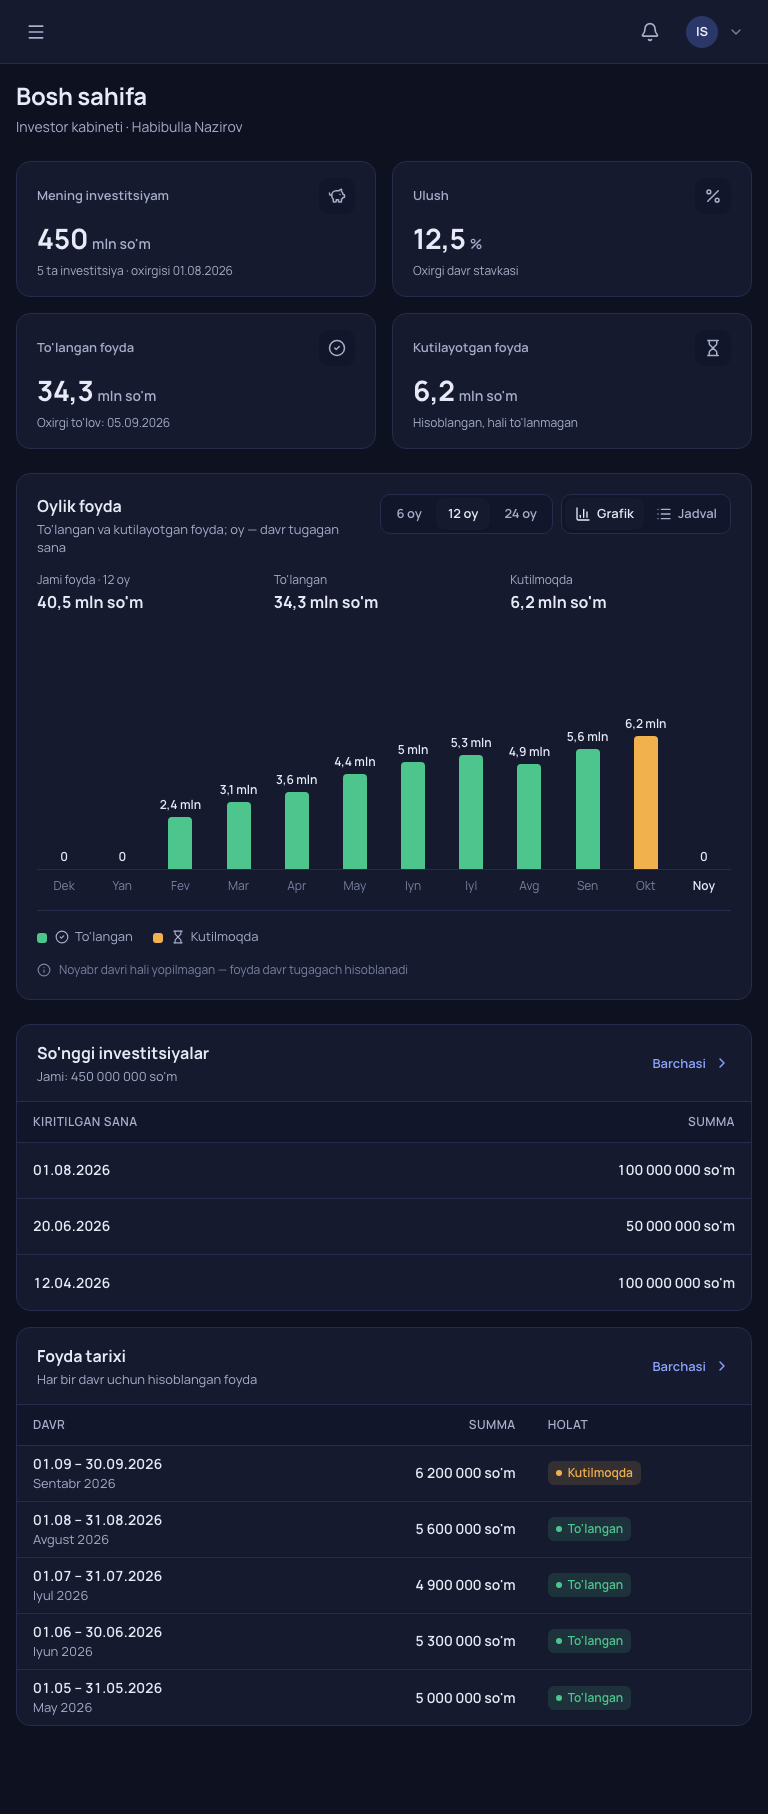 IS
Bosh sahifa
Investor kabineti · Habibulla Nazirov
Mening investitsiyam
450 mln so'm
5 ta investitsiya · oxirgisi 01.08.2026
Ulush
12,5 %
Oxirgi davr stavkasi
To'langan foyda
34,3 mln so'm
Oxirgi to'lov: 05.09.2026
Kutilayotgan foyda
6,2 mln so'm
Hisoblangan, hali to'lanmagan
Oylik foyda
To'langan va kutilayotgan foyda; oy — davr tugagan
sana
6 oy 12 oy 24 oy
Grafik Jadval
Jami foyda · 12 oy
40,5 mln so'm
To'langan
34,3 mln so'm
Kutilmoqda
6,2 mln so'm
0 0 2,4 mln 3,1 mln 3,6 mln 4,4 mln 5 mln 5,3 mln 4,9 mln 5,6 mln 6,2 mln 0
Dek Yan Fev Mar Apr May Iyn Iyl Avg Sen Okt Noy
To'langan Kutilmoqda
Noyabr davri hali yopilmagan — foyda davr tugagach hisoblanadi
So'nggi investitsiyalar
Jami: 450 000 000 so'm
Barchasi
KIRITILGAN SANA SUMMA
01.08.2026 100 000 000 so'm
20.06.2026 50 000 000 so'm
12.04.2026 100 000 000 so'm
Foyda tarixi
Har bir davr uchun hisoblangan foyda
Barchasi
DAVR SUMMA HOLAT
01.09 – 30.09.2026
Sentabr 2026
6 200 000 so'm Kutilmoqda
01.08 – 31.08.2026
Avgust 2026
5 600 000 so'm To'langan
01.07 – 31.07.2026
Iyul 2026
4 900 000 so'm To'langan
01.06 – 30.06.2026
Iyun 2026
5 300 000 so'm To'langan
01.05 – 31.05.2026
May 2026
5 000 000 so'm To'langan